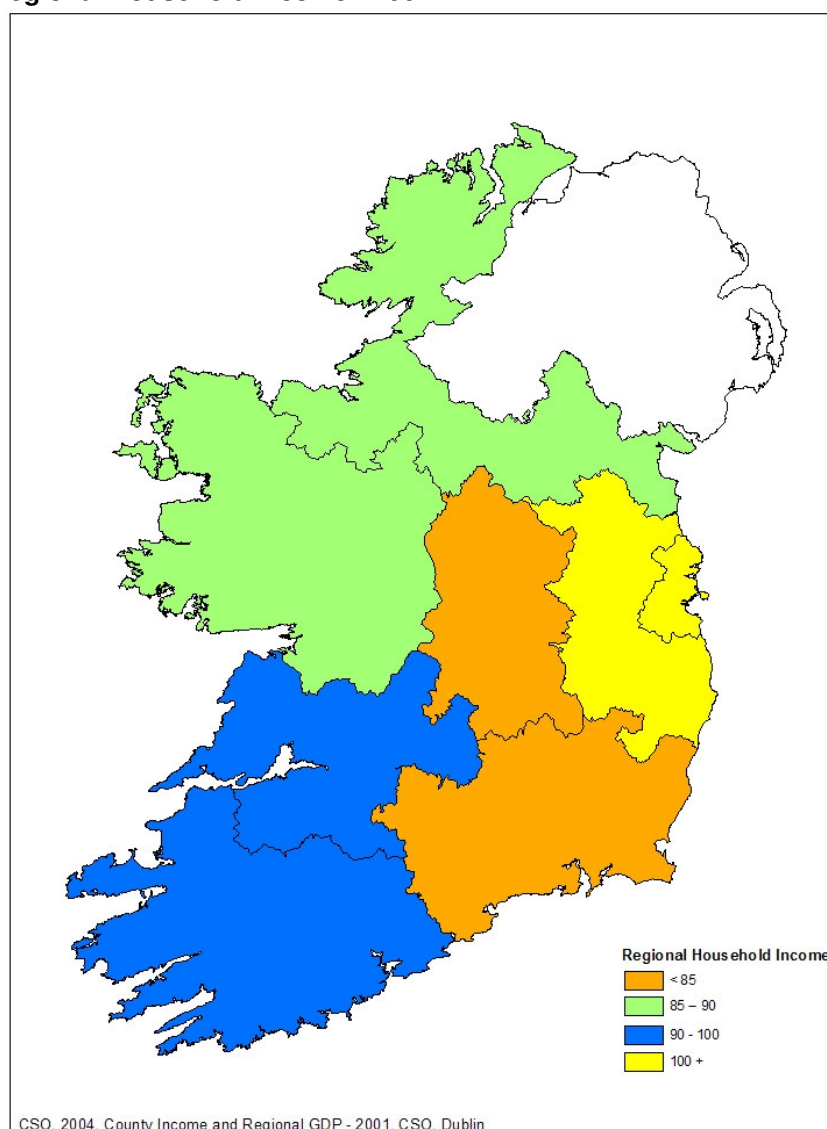 Regional Household Income
< 85
85 – 90
90 - 100
100 +
CSO, 2004, County Income and Regional GDP - 2001, CSO, Dublin